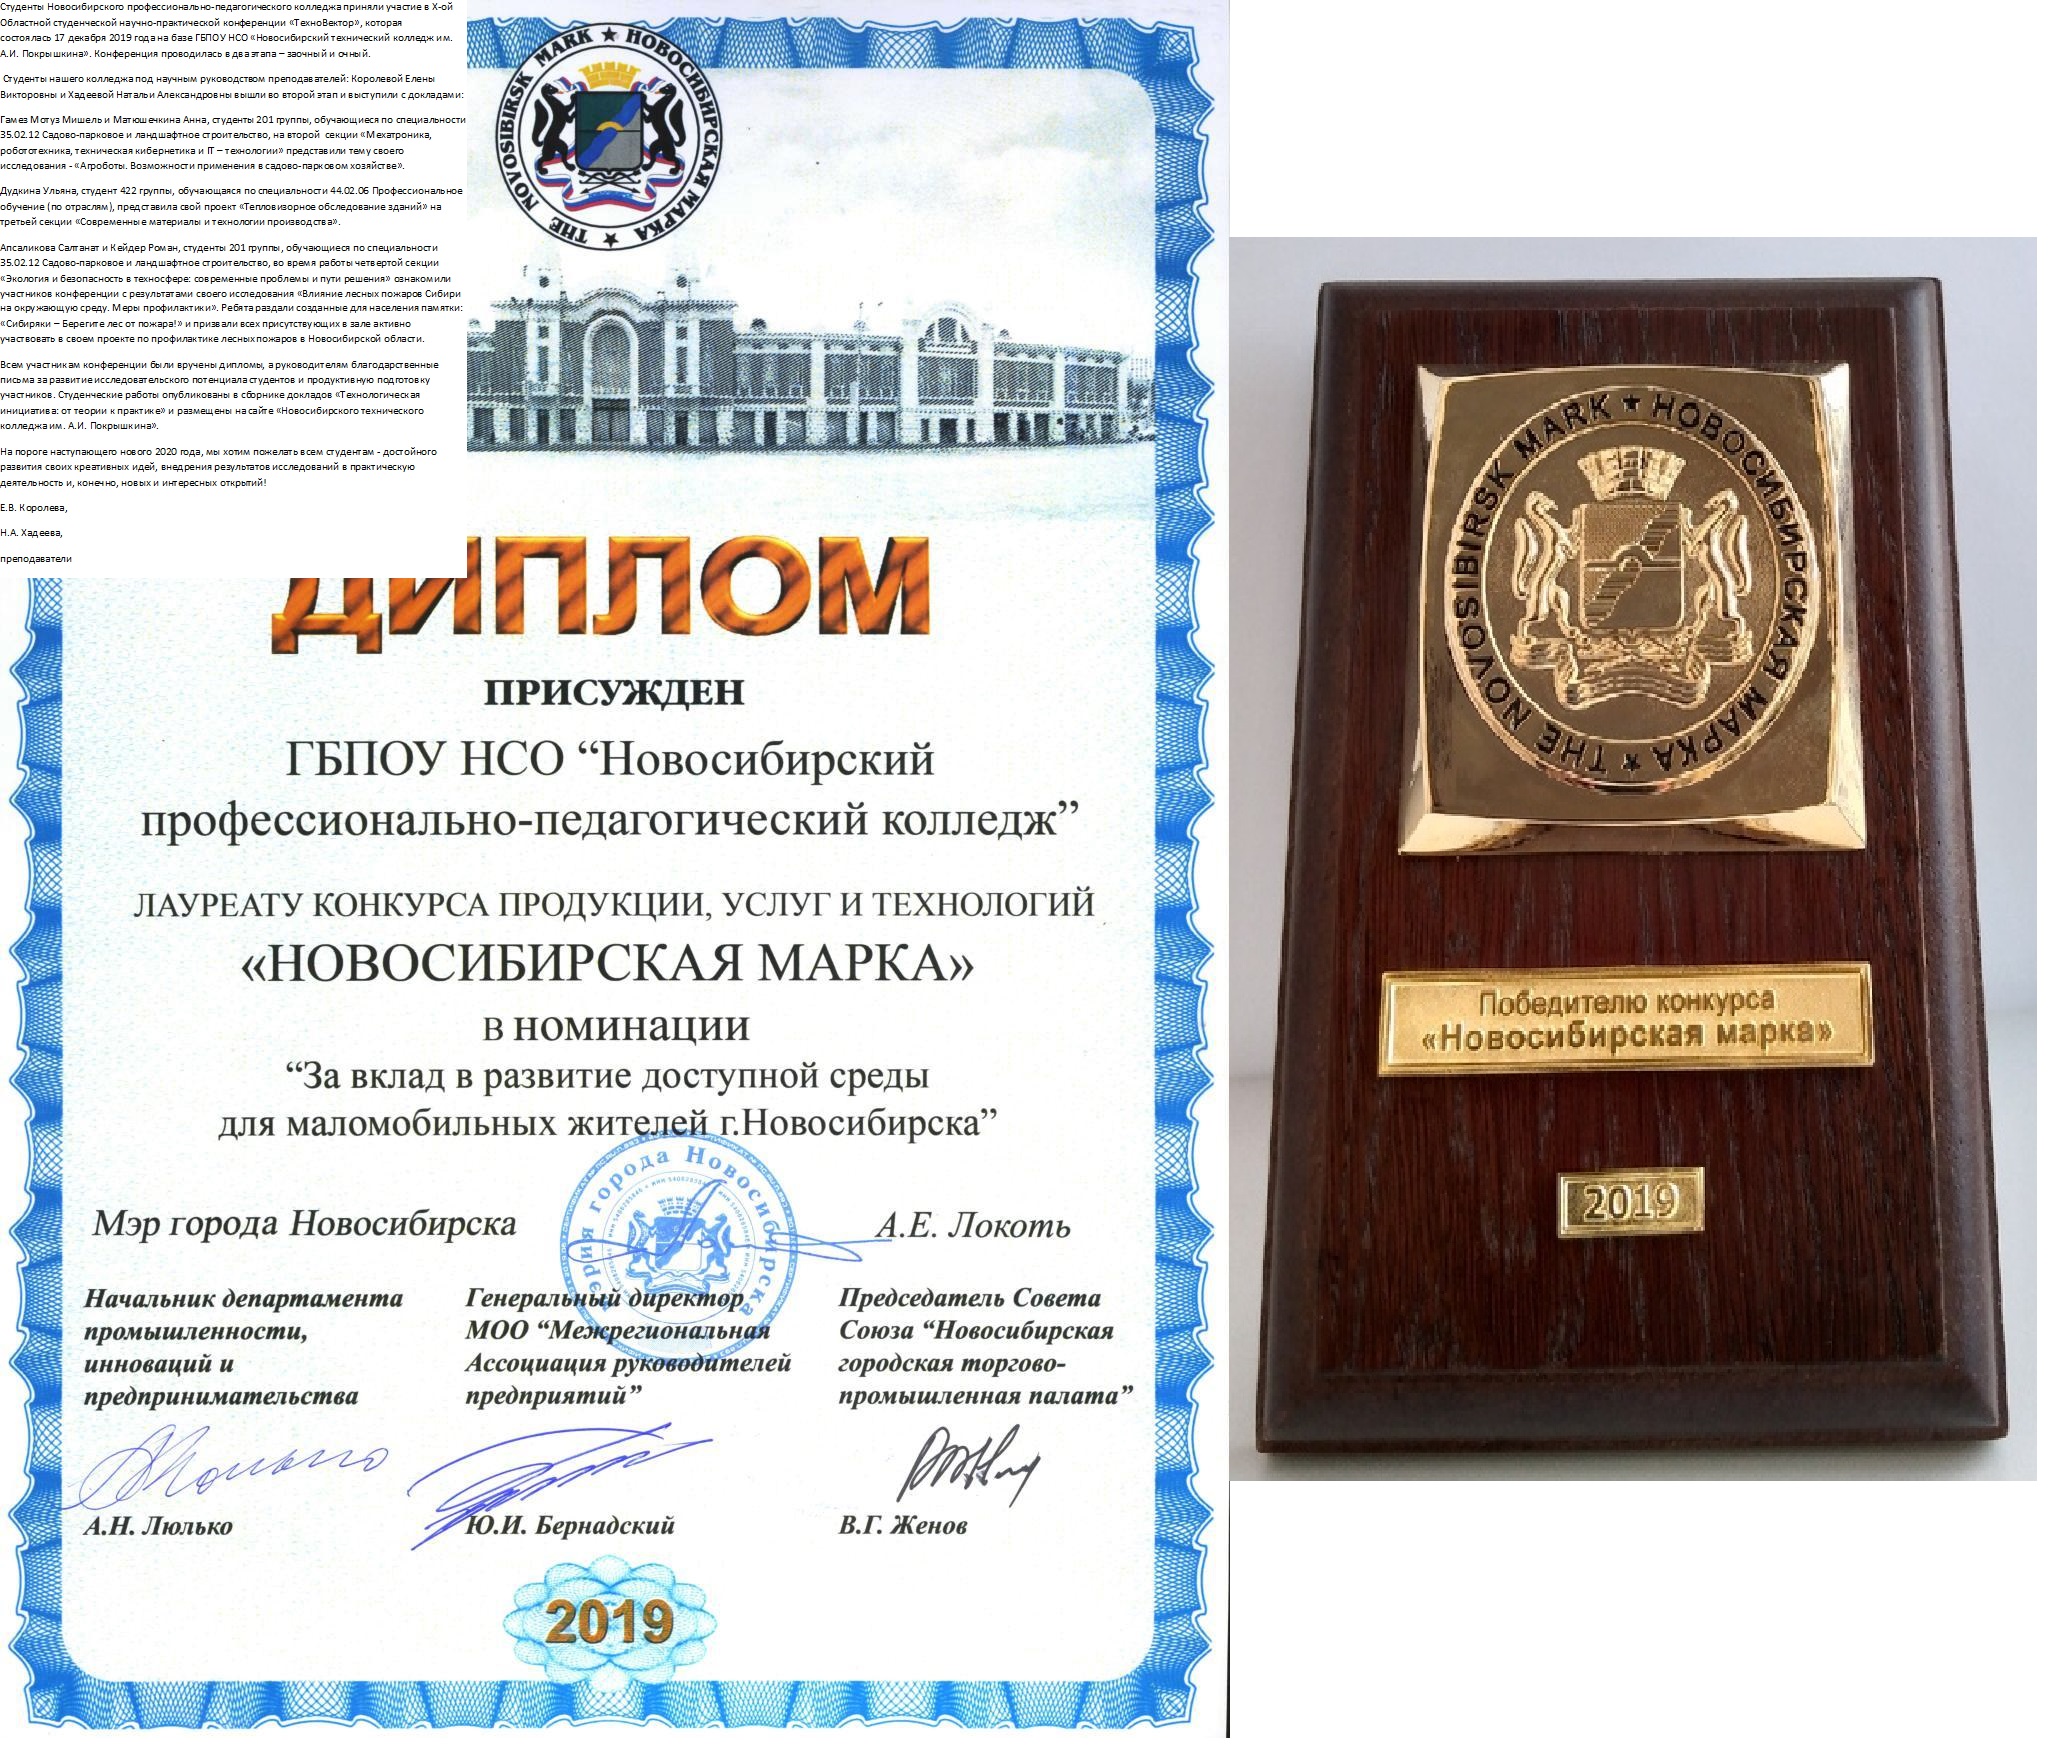 Студенты Новосибирского профессионально-педагогического колледжа приняли участие в X-ой
Областной студенческой научно-практической конференции «ТехноВектор», которая
состоялась 17 декабря 2019 года на базе ГБПОУ НСО «Новосибирский технический колледж им.
А.И. Покрышкина». Конференция проводилась в два этапа – заочный и очный.
Студенты нашего колледжа под научным руководством преподавателей: Королевой Елены
Викторовны и Хадеевой Натальи Александровны вышли во второй этап и выступили с докладами:
Гамез Мотуз Мишель и Матюшечкина Анна, студенты 201 группы, обучающиеся по специальности
35.02.12 Садово-парковое и ландшафтное строительство, на второй секции «Мехатроника,
робототехника, техническая кибернетика и IT – технологии» представили тему своего
исследования - «Агроботы. Возможности применения в садово-парковом хозяйстве».
Дудкина Ульяна, студент 422 группы, обучающаяся по специальности 44.02.06 Профессиональное
обучение (по отраслям), представила свой проект «Тепловизорное обследование зданий» на
третьей секции «Современные материалы и технологии производства».
Апсаликова Салтанат и Кейдер Роман, студенты 201 группы, обучающиеся по специальности
35.02.12 Садово-парковое и ландшафтное строительство, во время работы четвертой секции
«Экология и безопасность в техносфере: современные проблемы и пути решения» ознакомили
участников конференции с результатами своего исследования «Влияние лесных пожаров Сибири
на окружающую среду. Меры профилактики». Ребята раздали созданные для населения памятки:
«Сибиряки – Берегите лес от пожара!» и призвали всех присутствующих в зале активно
участвовать в своем проекте по профилактике лесных пожаров в Новосибирской области.
Всем участникам конференции были вручены дипломы, а руководителям благодарственные
письма за развитие исследовательского потенциала студентов и продуктивную подготовку
участников. Студенческие работы опубликованы в сборнике докладов «Технологическая
инициатива: от теории к практике» и размещены на сайте «Новосибирского технического
колледжа им. А.И. Покрышкина».
На пороге наступающего нового 2020 года, мы хотим пожелать всем студентам - достойного
развития своих креативных идей, внедрения результатов исследований в практическую
деятельность и, конечно, новых и интересных открытий!
Е.В. Королева,
Н.А. Хадеева,
преподаватели
THE NOVOSIBIRSK MARK ★ НОВОСИБИРСКАЯ МАРКА ★
ДИПЛОМ
ПРИСУЖДЕН
ГБПОУ НСО “Новосибирский
профессионально-педагогический колледж”
ЛАУРЕАТУ КОНКУРСА ПРОДУКЦИИ, УСЛУГ И ТЕХНОЛОГИЙ
«НОВОСИБИРСКАЯ МАРКА»
в номинации
“За вклад в развитие доступной среды
для маломобильных жителей г.Новосибирска”
Мэр города Новосибирска
А.Е. Локоть
Мэрия города Новосибирска
Начальник департамента
промышленности,
инноваций и
предпринимательства
А.Н. Люлько
Генеральный директор
МОО “Межрегиональная
Ассоциация руководителей
предприятий”
Ю.И. Бернадский
Председатель Совета
Союза “Новосибирская
городская торгово-
промышленная палата”
В.Г. Женов
2019
THE NOVOSIBIRSK MARK ★ НОВОСИБИРСКАЯ МАРКА ★
Победителю конкурса
«Новосибирская марка»
2019